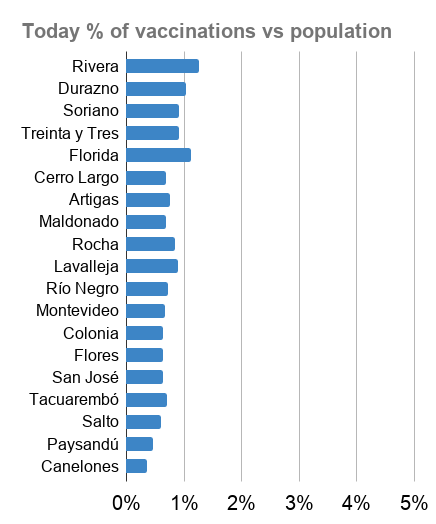 Today % of vaccinations vs population
Rivera
Durazno
Soriano
Treinta y Tres
Florida
Cerro Largo
Artigas
Maldonado
Rocha
Lavalleja
Río Negro
Montevideo
Colonia
Flores
San José
Tacuarembó
Salto
Paysandú
Canelones
0% 1% 2% 3% 4% 5%